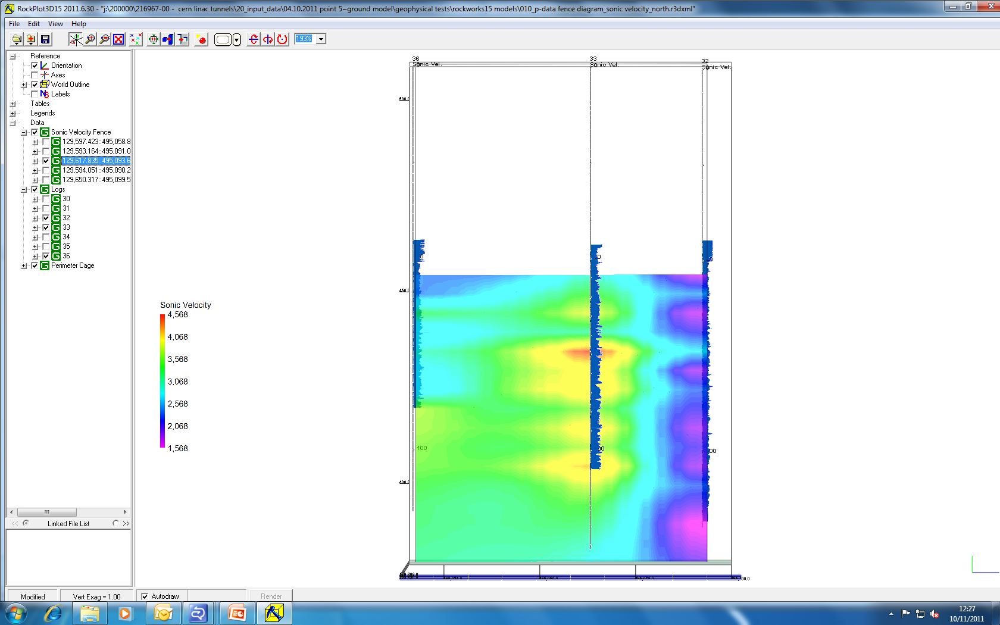 RockPlot3D15 2011.6.30 - "j:\200000\216967-00 - cern linac tunnels\20_input_data\04.10.2011 point 5~ground model\geophysical tests\rockworks15 models\010_p-data fence diagram_sonic velocity_north.r3dxml"
File Edit View Help
193%
Reference
Orientation
Axes
World Outline
Labels
Tables
Legends
Data
Sonic Velocity Fence
129,597.423::495,058.8
129,593.164::495,091.0
129,617.835::495,093.6
129,594.051::495,090.2
129,650.317::495,099.5
Logs
30
31
32
33
34
35
36
Perimeter Cage
<< Linked File List >>
36 33 32
Sonic Vel. Sonic Vel. Sonic Vel.
500.0
450.0
400.0
100
Sonic Velocity
4,568
4,068
3,568
3,068
2,568
2,068
1,568
Modified Vert Exag = 1.00 Autodraw Render
12:27
10/11/2011